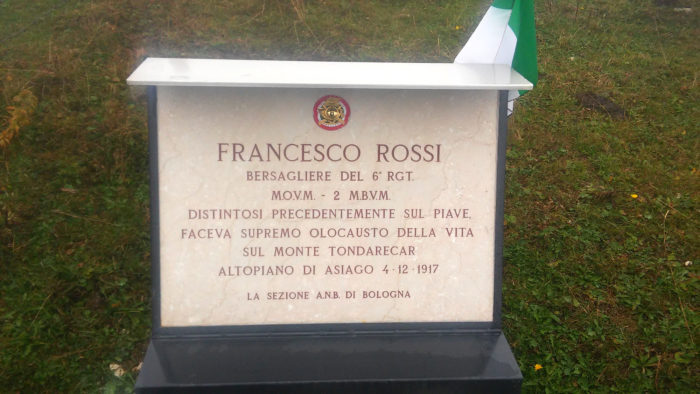 FRANCESCO ROSSI
BERSAGLIERE DEL 6° RGT.
M.O.V.M. - 2 M.B.V.M.
DISTINTOSI PRECEDENTEMENTE SUL PIAVE,
FACEVA SUPREMO OLOCAUSTO DELLA VITA
SUL MONTE TONDARECAR
ALTOPIANO DI ASIAGO 4-12-1917
LA SEZIONE A.N.B. DI BOLOGNA